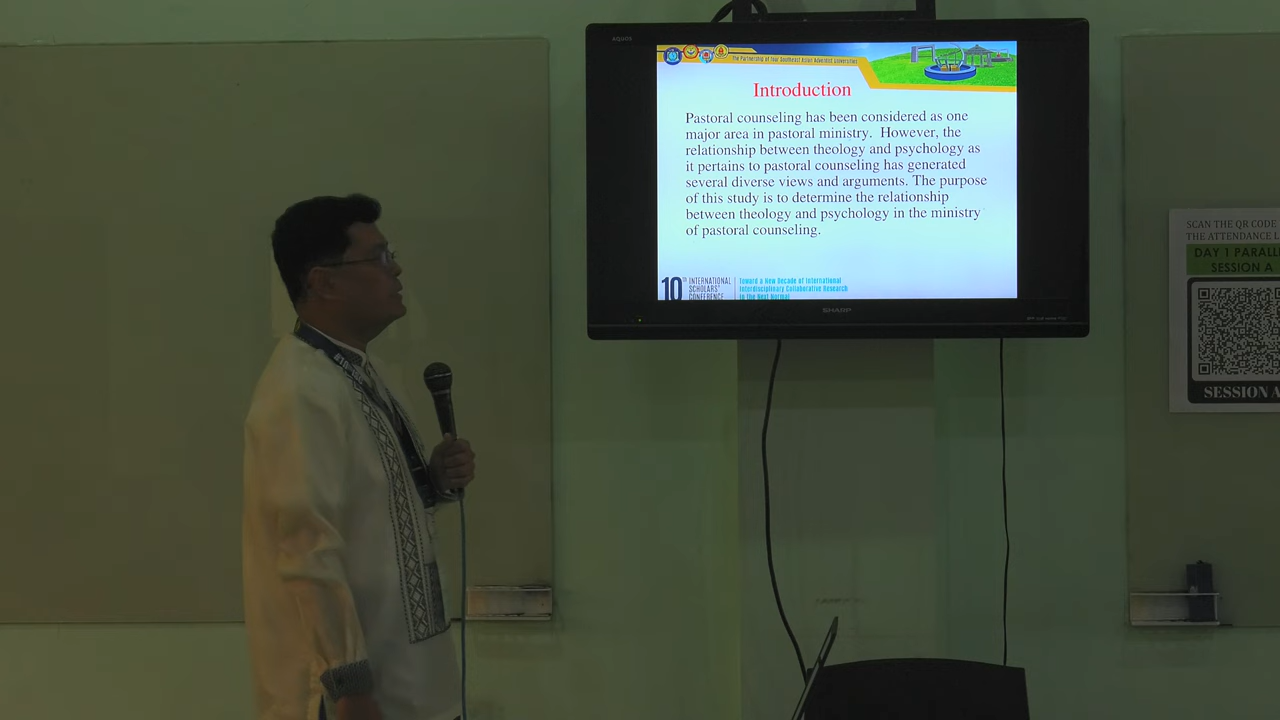 AQUOS
The Partnership of Four Southeast Asian Adventist Universities
Introduction
Pastoral counseling has been considered as one
major area in pastoral ministry.  However, the
relationship between theology and psychology as
it pertains to pastoral counseling has generated
several diverse views and arguments. The purpose
of this study is to determine the relationship
between theology and psychology in the ministry
of pastoral counseling.
10th INTERNATIONAL SCHOLARS' CONFERENCE
Toward a New Decade of International
Interdisciplinary Collaborative Research
in the Next Normal
SHARP
SCAN THE QR CODE
THE ATTENDANCE
DAY 1 PARALLE
SESSION A
SESSION A